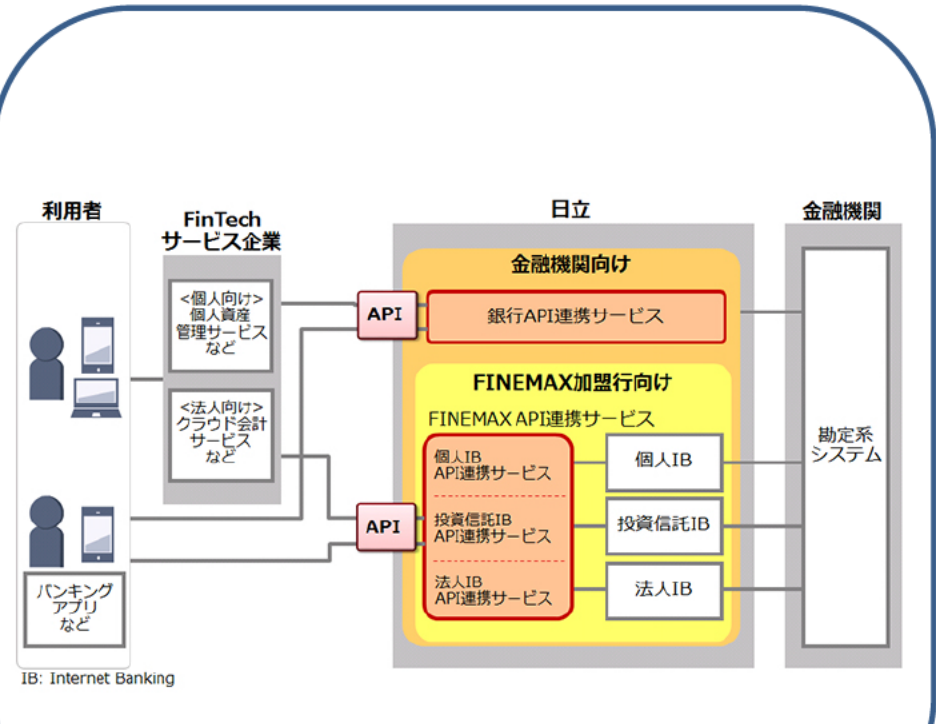 利用者
FinTech
サービス企業
日立
金融機関
<個人向け>
個人資産
管理サービス
など
<法人向け>
クラウド会計
サービス
など
バンキング
アプリ
など
API
API
金融機関向け
銀行API連携サービス
FINEMAX加盟行向け
FINEMAX API連携サービス
個人IB
API連携サービス
投資信託IB
API連携サービス
法人IB
API連携サービス
個人IB
投資信託IB
法人IB
勘定系
システム
IB: Internet Banking